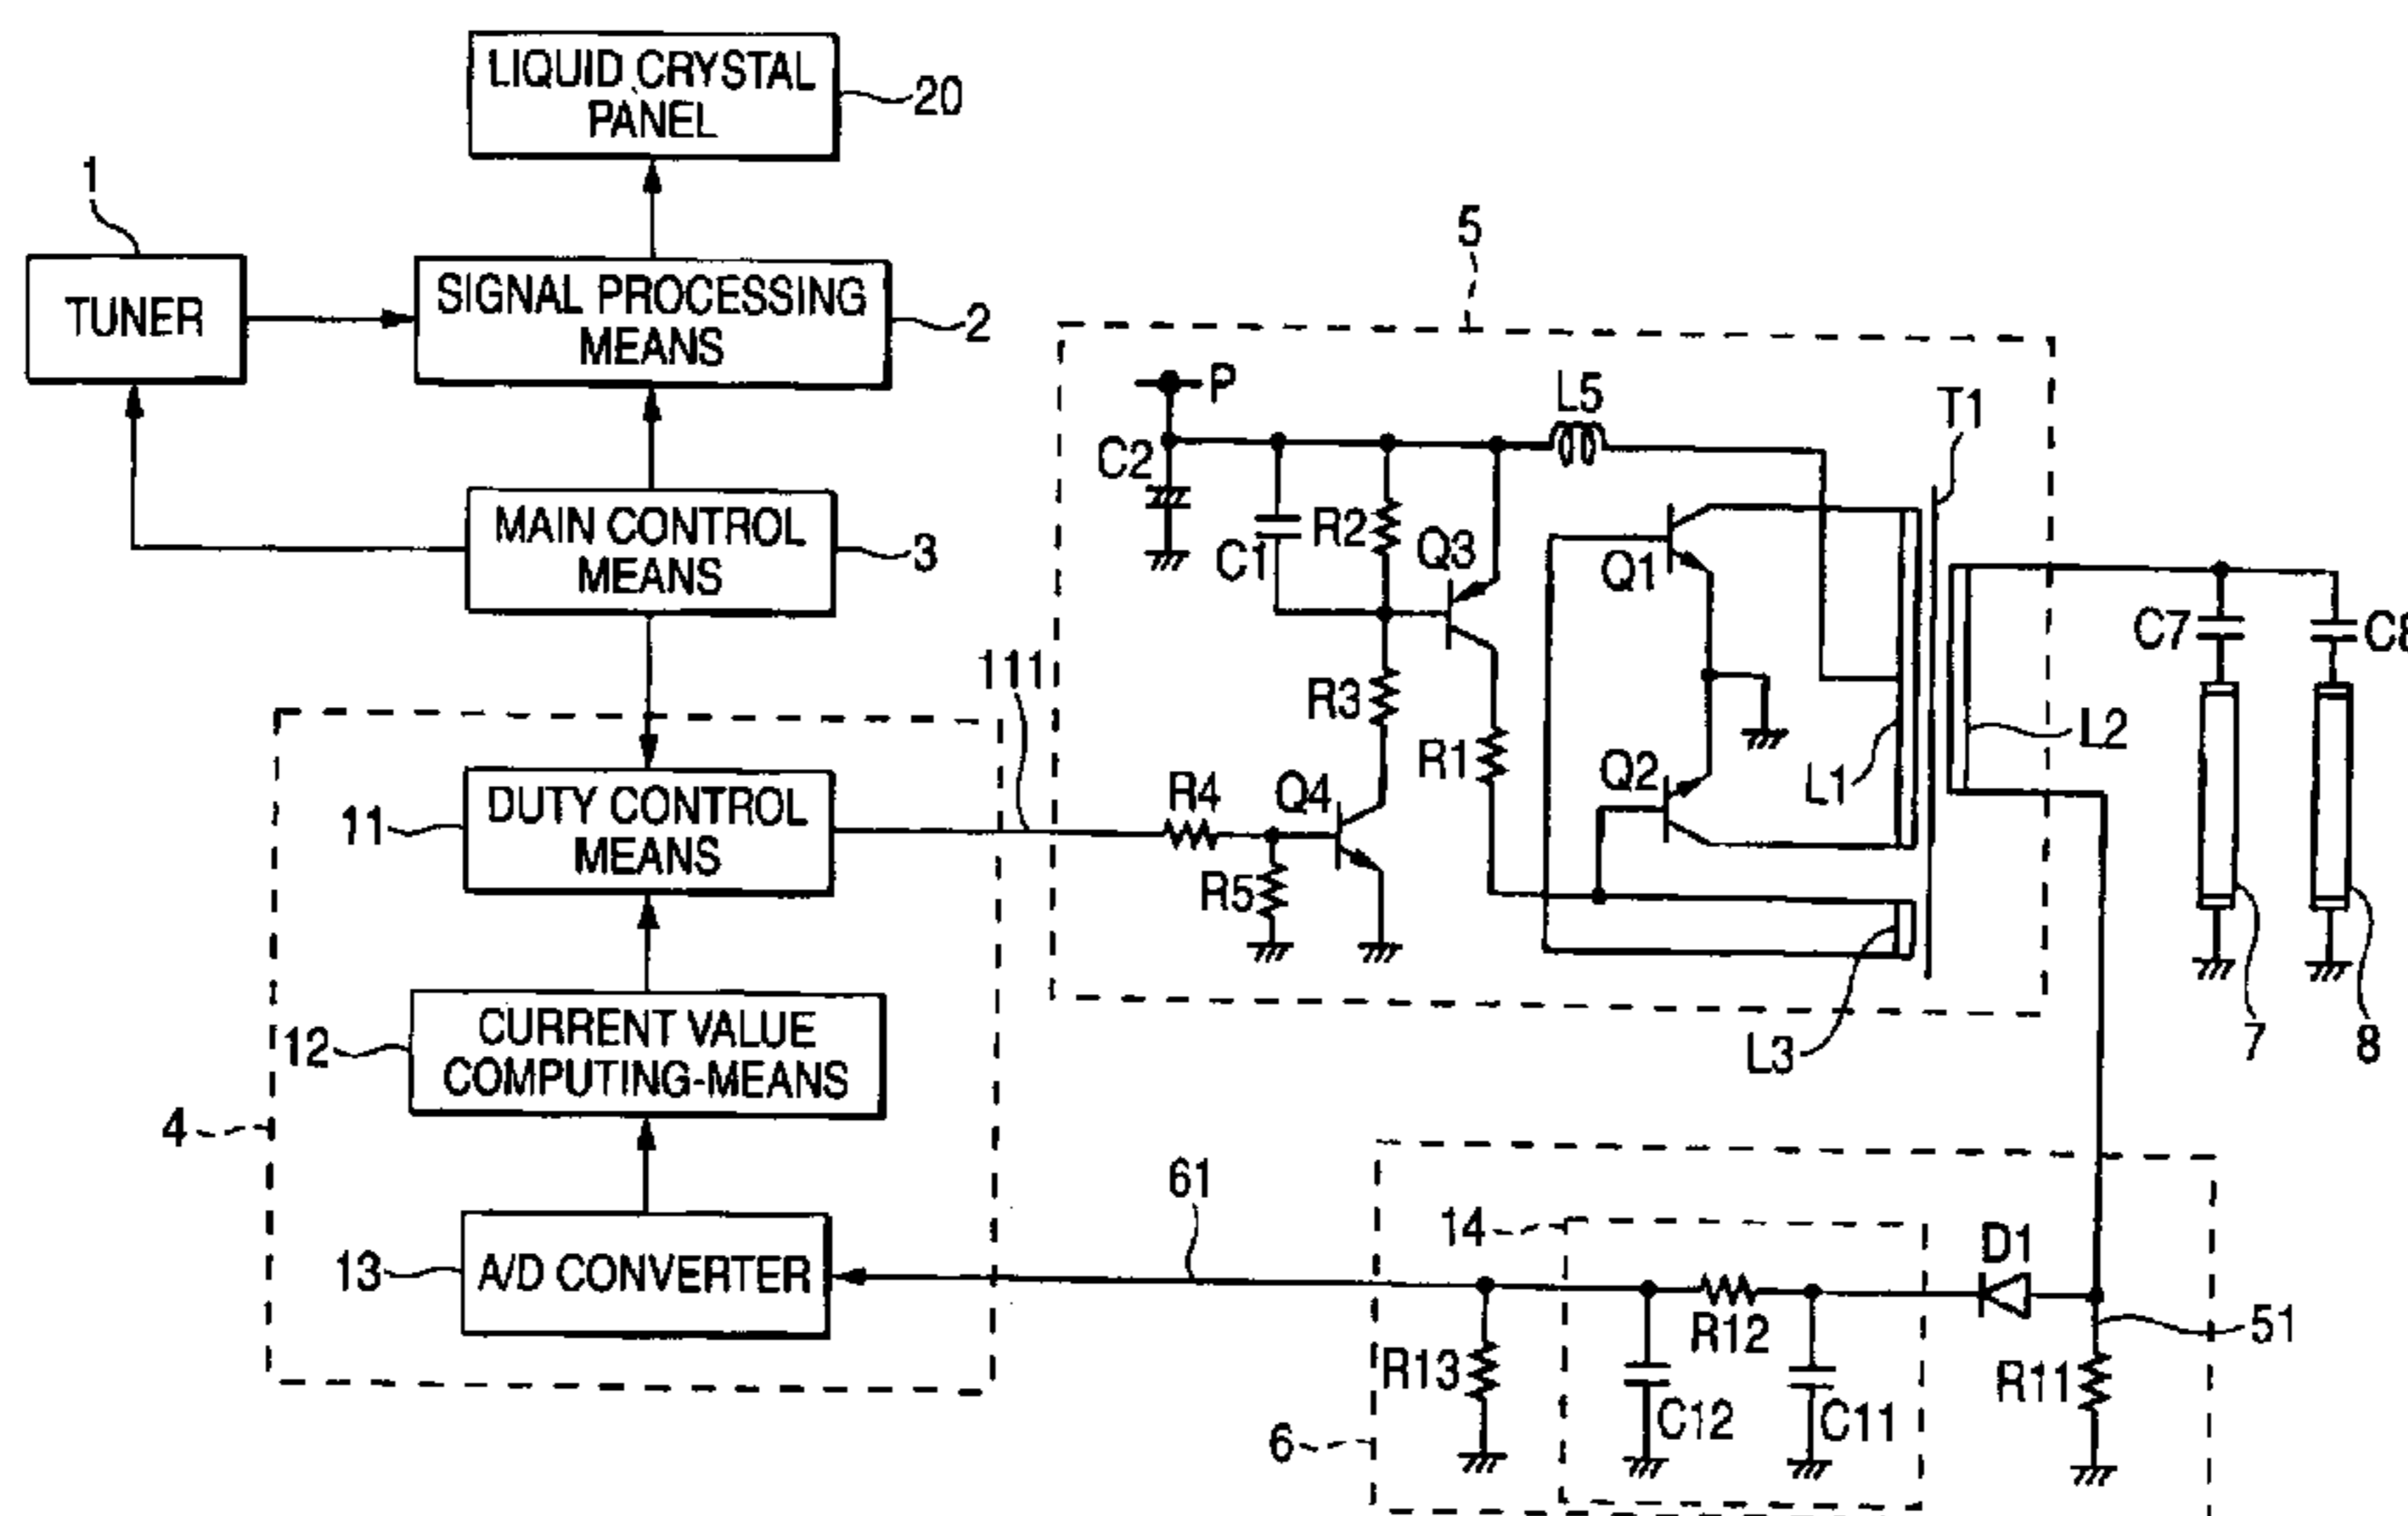 LIQUID CRYSTAL
PANEL
20
1
TUNER
SIGNAL PROCESSING
MEANS
2
5
P
L5
T1
C2
C1
R2
Q3
Q1
MAIN CONTROL
MEANS
3
C7
C8
111
R3
R1
Q2
L1
L2
11
DUTY CONTROL
MEANS
R4
Q4
R5
12
CURRENT VALUE
COMPUTING-MEANS
L3
7
8
4
61
14
D1
13
A/D CONVERTER
R12
51
R13
C12
C11
R11
6